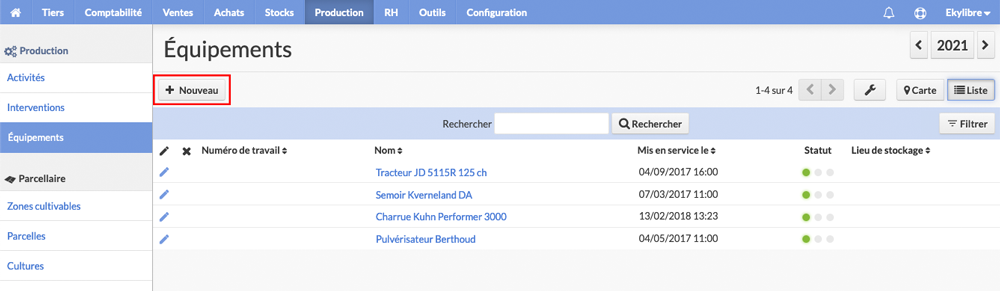 Tiers Comptabilité Ventes Achats Stocks Production RH Outils Configuration Ekylibre
Production
Activités
Interventions
Équipements
Parcellaire
Zones cultivables
Parcelles
Cultures
Équipements
2021
Nouveau
1-4 sur 4
Carte
Liste
Rechercher
Rechercher
Filtrer
Numéro de travail Nom Mis en service le Statut Lieu de stockage
Tracteur JD 5115R 125 ch 04/09/2017 16:00
Semoir Kverneland DA 07/03/2017 11:00
Charrue Kuhn Performer 3000 13/02/2018 13:23
Pulvérisateur Berthoud 04/05/2017 11:00